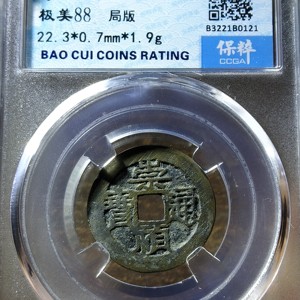 极美88 局版
22.3*0.7mm*1.9g
BAO CUI COINS RATING
B3221B0121
保粹
CCGA
崇
寶 通
禎